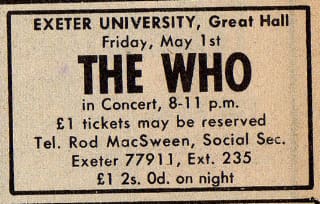 EXETER UNIVERSITY, Great Hall
Friday, May 1st
THE WHO
in Concert, 8-11 p.m.
£1 tickets may be reserved
Tel. Rod MacSween, Social Sec.
Exeter 77911, Ext. 235
£1 2s. 0d. on night